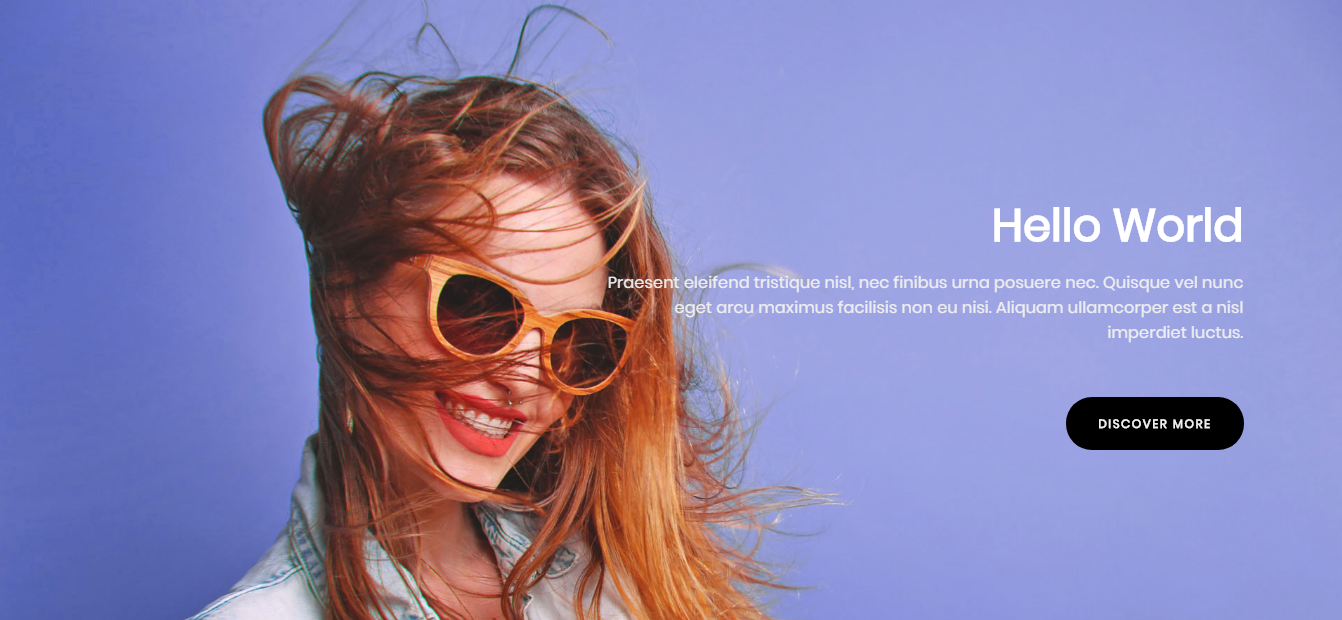 Hello World
Praesent eleifend tristique nisl, nec finibus urna posuere nec. Quisque vel nunc
eget arcu maximus facilisis non eu nisi. Aliquam ullamcorper est a nisl
imperdiet luctus.
DISCOVER MORE